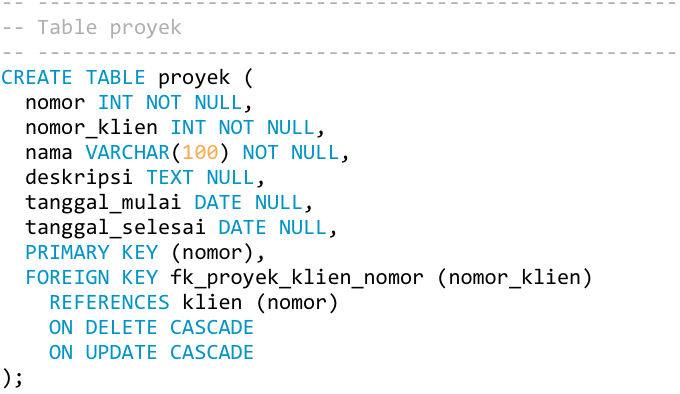 -- -----------------------------------------------------
-- Table proyek
-- -----------------------------------------------------
CREATE TABLE proyek (
  nomor INT NOT NULL,
  nomor_klien INT NOT NULL,
  nama VARCHAR(100) NOT NULL,
  deskripsi TEXT NULL,
  tanggal_mulai DATE NULL,
  tanggal_selesai DATE NULL,
  PRIMARY KEY (nomor),
  FOREIGN KEY fk_proyek_klien_nomor (nomor_klien)
    REFERENCES klien (nomor)
    ON DELETE CASCADE
    ON UPDATE CASCADE
);